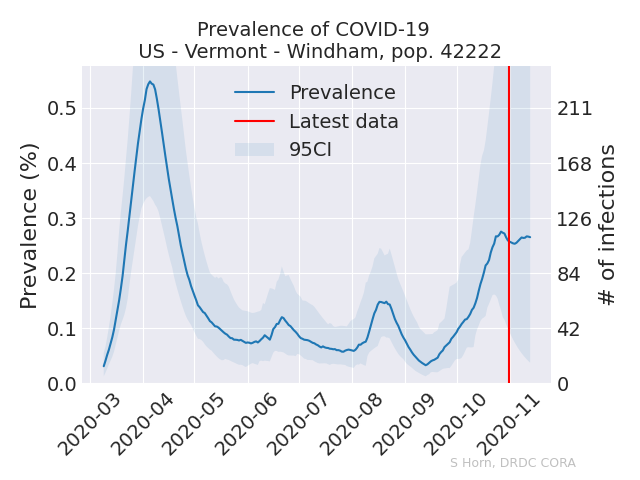 Prevalence of COVID-19
US - Vermont - Windham, pop. 42222
Prevalence
Latest data
95CI
Prevalence (%)
0.5
0.4
0.3
0.2
0.1
0.0
211
168
126
84
42
0
# of infections
2020-03
2020-04
2020-05
2020-06
2020-07
2020-08
2020-09
2020-10
2020-11
S Horn, DRDC CORA